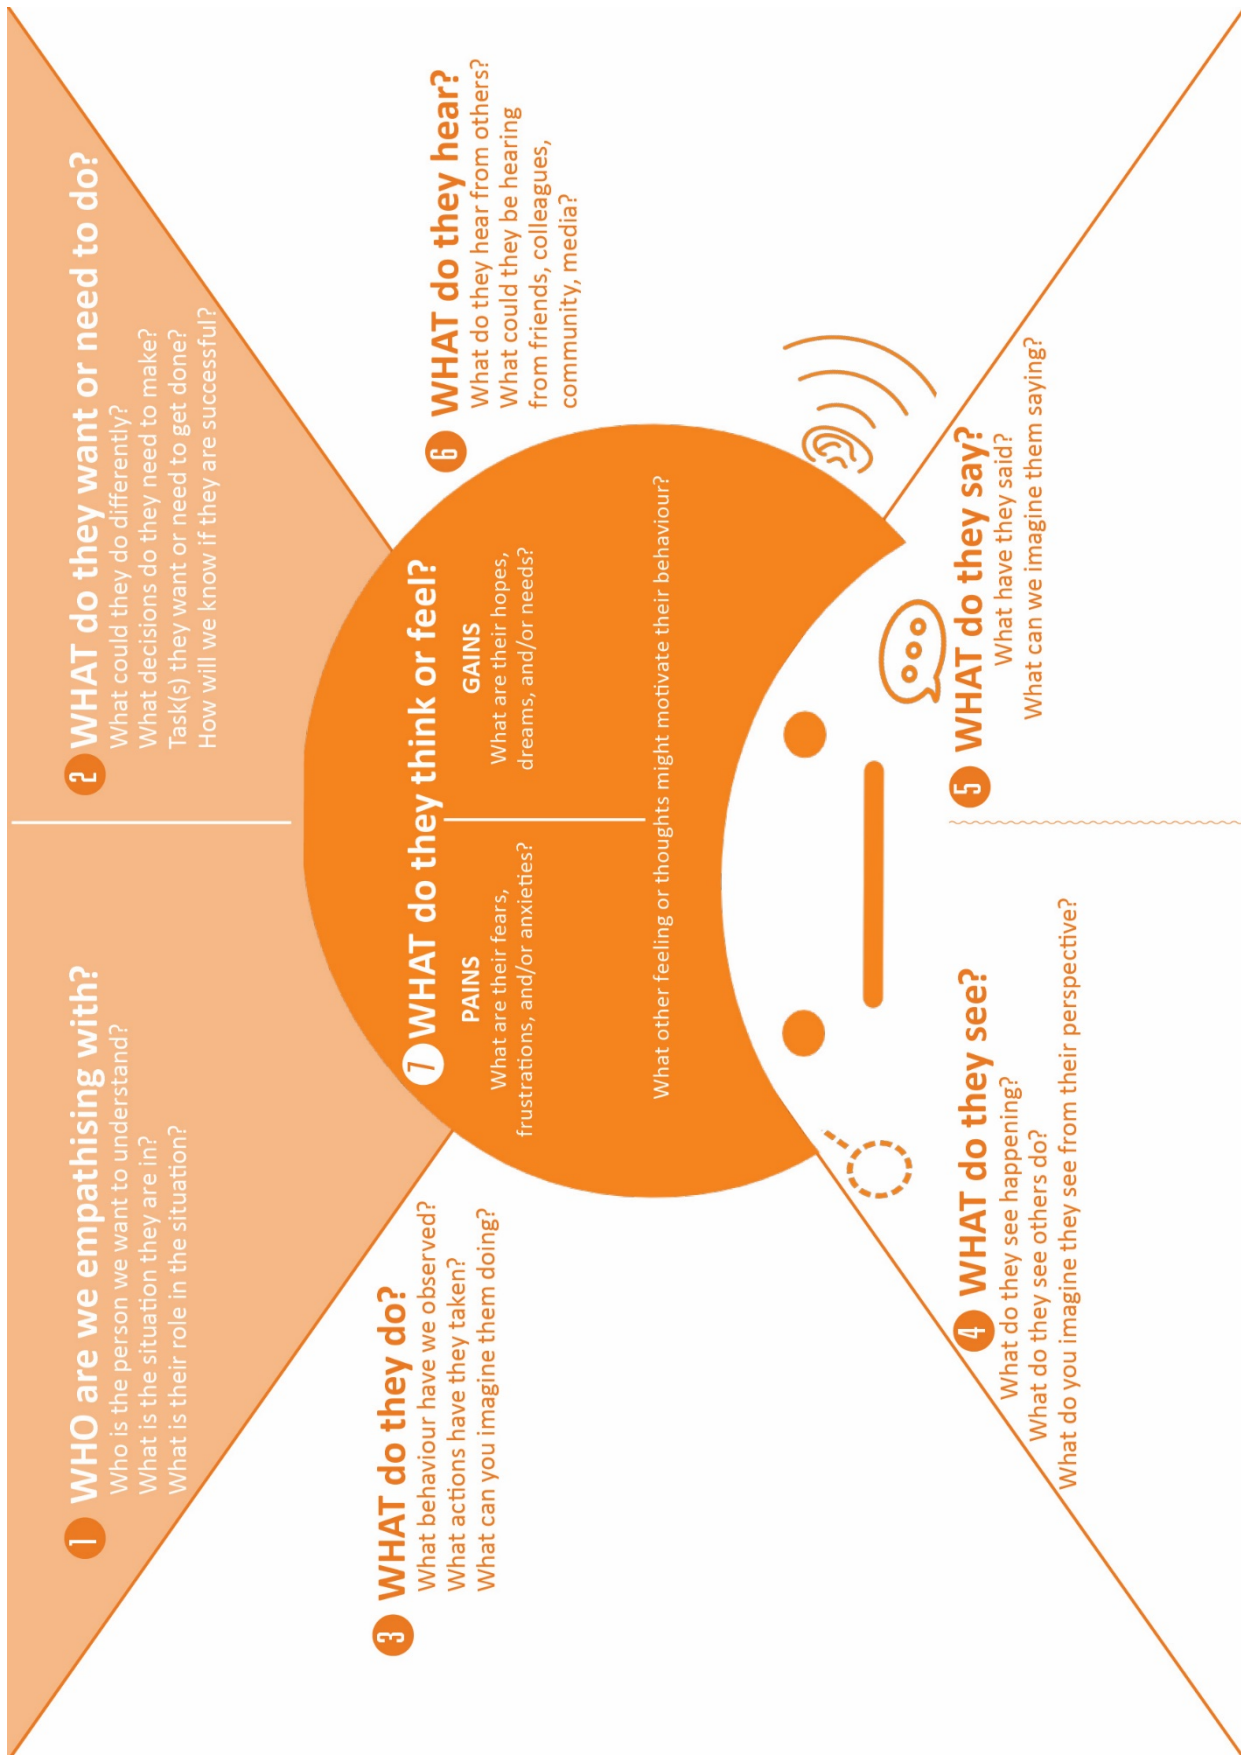 1 WHO are we empathising with?
Who is the person we want to understand?
What is the situation they are in?
What is their role in the situation?
2 WHAT do they want or need to do?
What could they do differently?
What decisions do they need to make?
Task(s) they want or need to get done?
How will we know if they are successful?
3 WHAT do they do?
What behaviour have we observed?
What actions have they taken?
What can you imagine them doing?
4 WHAT do they see?
What do they see happening?
What do they see others do?
What do you imagine they see from their perspective?
5 WHAT do they say?
What have they said?
What can we imagine them saying?
6 WHAT do they hear?
What do they hear from others?
What could they be hearing
from friends, colleagues,
community, media?
7 WHAT do they think or feel?
PAINS
What are their fears,
frustrations, and/or anxieties?
GAINS
What are their hopes,
dreams, and/or needs?
What other feeling or thoughts might motivate their behaviour?